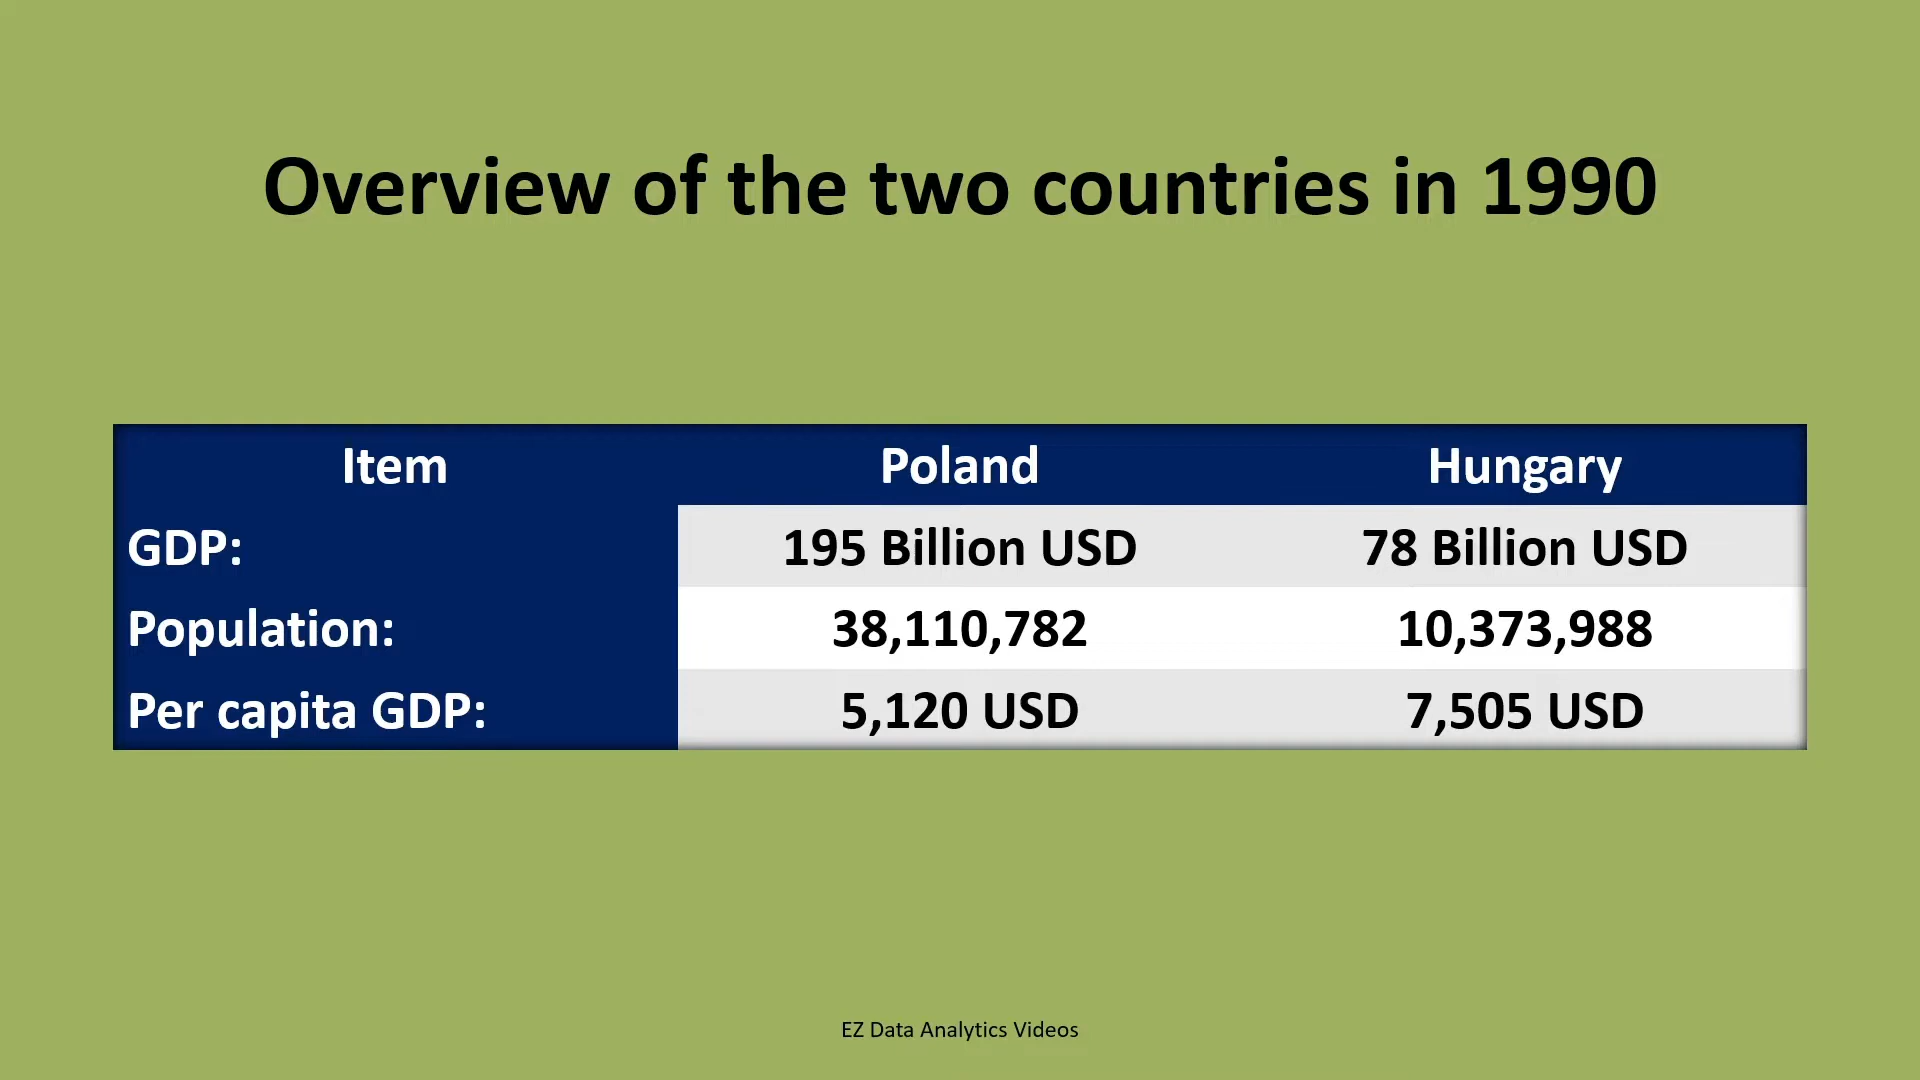 Overview of the two countries in 1990
Item Poland Hungary
GDP: 195 Billion USD 78 Billion USD
Population: 38,110,782 10,373,988
Per capita GDP: 5,120 USD 7,505 USD
EZ Data Analytics Videos